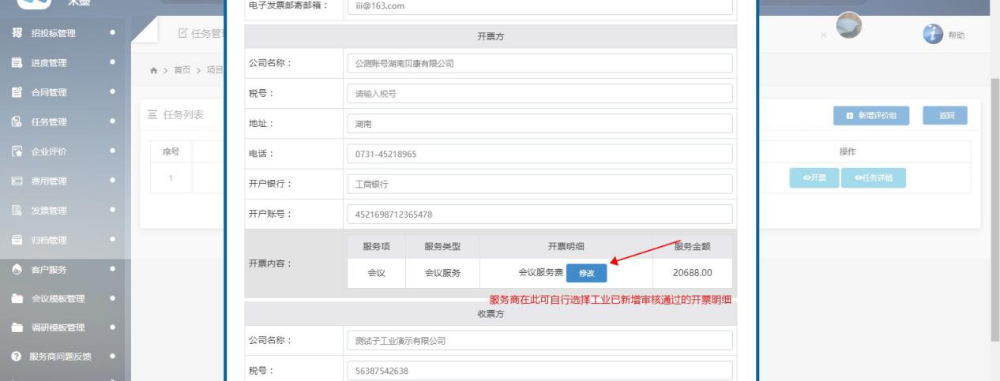 电子发票邮寄邮箱：
iii@163.com
招投标管理
进度管理
合同管理
任务管理
企业评价
费用管理
发票管理
归档管理
客户服务
会议模板管理
调研模板管理
服务商问题反馈
任务管
首页 > 项目
任务列表
序号
1
开票方
公司名称：
公测账号湖南贝康有限公司
税号：
请输入税号
地址：
湖南
电话：
0731-45218965
开户银行：
工商银行
开户账号：
4521698712365478
开票内容：
服务项 服务类型 开票明细 服务金额
会议 会议服务 会议服务费 修改 20688.00
服务商在此可自行选择工业已新增审核通过的开票明细
收票方
公司名称：
测试子工业演示有限公司
税号：
56387542638
帮助
新增评价组
返回
操作
开票
任务详情